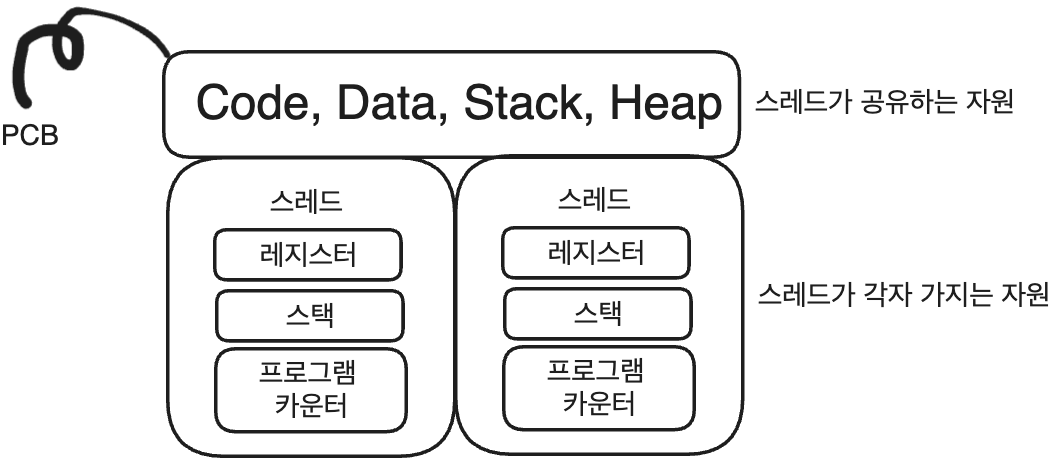 Code, Data, Stack, Heap
스레드가 공유하는 자원
PCB
스레드
레지스터
스택
프로그램
카운터
스레드
레지스터
스택
프로그램
카운터
스레드가 각자 가지는 자원